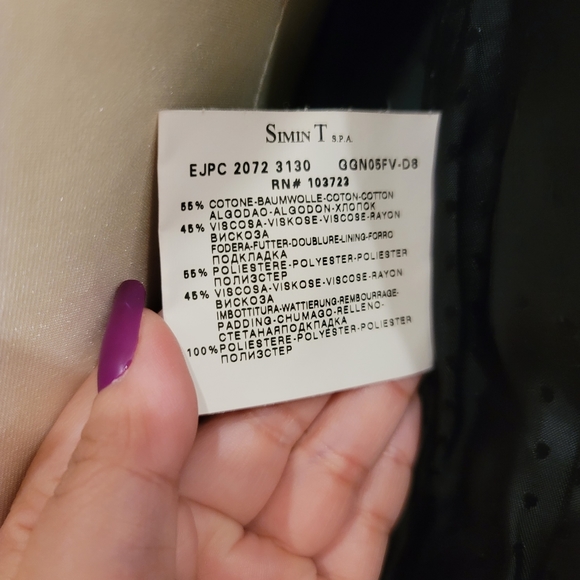 SIMIN T S.P.A.
EJPC 2072 3130 GGN05FV-D8
RN# 103723
55% COTONE-BAUMWOLLE-COTON-COTTON
ALGODAO-ALGODON-ХЛОПОК
45% VISCOSA-VISKOSE-VISCOSE-RAYON
ВИСКОЗА
FODERA-FUTTER-DOUBLURE-LINING-FORRO
ПОДКЛАДКА
55% POLIESTERE-POLYESTER-POLIESTER
ПОЛИЭСТЕР
45% VISCOSA-VISKOSE-VISCOSE-RAYON
ВИСКОЗА
IMBOTTITURA-WATTIERUNG-REMBOURRAGE-
PADDING-CHUMAGO-RELLENO-
СТЕТАНАЯПОДКЛАДКА
100% POLIESTERE-POLYESTER-POLIESTER
ПОЛИЭСТЕР